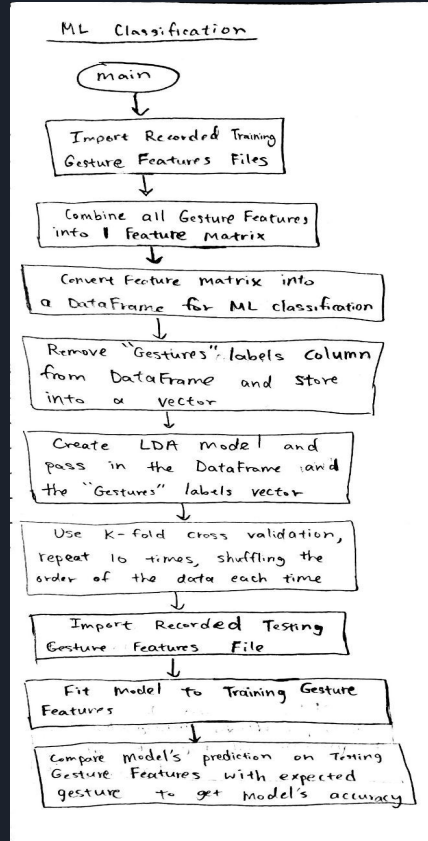 ML Classification
main
Import Recorded Training
Gesture Features Files
Combine all Gesture Features
into 1 Feature Matrix
Convert Feature matrix into
a DataFrame for ML classification
Remove "Gestures" labels column
from DataFrame and store
into a vector
Create LDA model and
pass in the DataFrame and
the "Gestures" labels vector
Use K-fold cross validation,
repeat 10 times, shuffling the
order of the data each time
Import Recorded Testing
Gesture Features File
Fit Model to Training Gesture
Features
Compare model's prediction on Testing
Gesture Features with expected
gesture to get model's accuracy